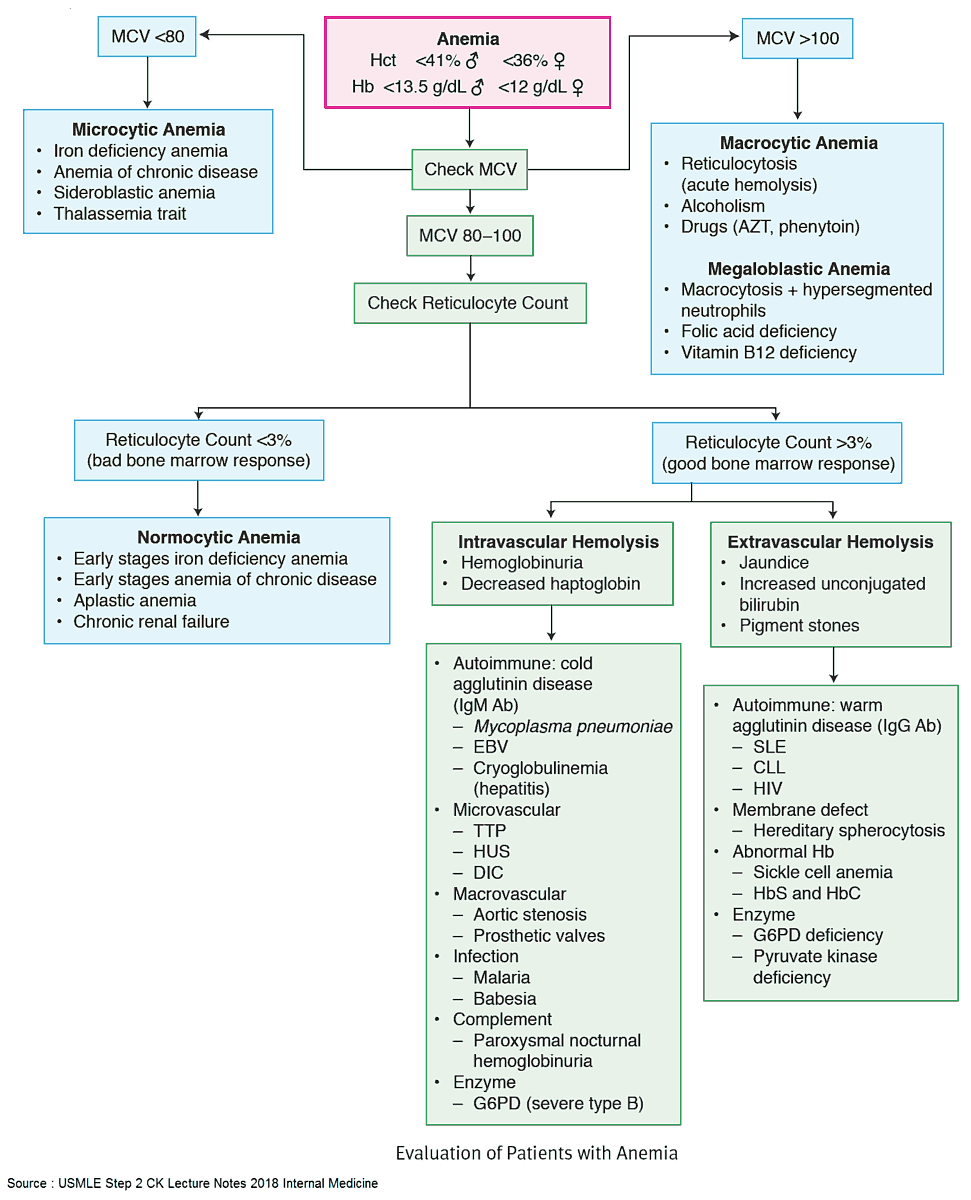 Anemia
Hct <41% ♂ <36% ♀
Hb <13.5 g/dL ♂ <12 g/dL ♀
MCV <80
MCV >100
Microcytic Anemia
• Iron deficiency anemia
• Anemia of chronic disease
• Sideroblastic anemia
• Thalassemia trait
Check MCV
MCV 80–100
Check Reticulocyte Count
Macrocytic Anemia
• Reticulocytosis
(acute hemolysis)
• Alcoholism
• Drugs (AZT, phenytoin)
Megaloblastic Anemia
• Macrocytosis + hypersegmented
neutrophils
• Folic acid deficiency
• Vitamin B12 deficiency
Reticulocyte Count <3%
(bad bone marrow response)
Reticulocyte Count >3%
(good bone marrow response)
Normocytic Anemia
• Early stages iron deficiency anemia
• Early stages anemia of chronic disease
• Aplastic anemia
• Chronic renal failure
Intravascular Hemolysis
• Hemoglobinuria
• Decreased haptoglobin
Extravascular Hemolysis
• Jaundice
• Increased unconjugated
bilirubin
• Pigment stones
• Autoimmune: cold
agglutinin disease
(IgM Ab)
– Mycoplasma pneumoniae
– EBV
– Cryoglobulinemia
(hepatitis)
• Microvascular
– TTP
– HUS
– DIC
• Macrovascular
– Aortic stenosis
– Prosthetic valves
• Infection
– Malaria
– Babesia
• Complement
– Paroxysmal nocturnal
hemoglobinuria
• Enzyme
– G6PD (severe type B)
• Autoimmune: warm
agglutinin disease (IgG Ab)
– SLE
– CLL
– HIV
• Membrane defect
– Hereditary spherocytosis
• Abnormal Hb
– Sickle cell anemia
– HbS and HbC
• Enzyme
– G6PD deficiency
– Pyruvate kinase
deficiency
Evaluation of Patients with Anemia
Source : USMLE Step 2 CK Lecture Notes 2018 Internal Medicine